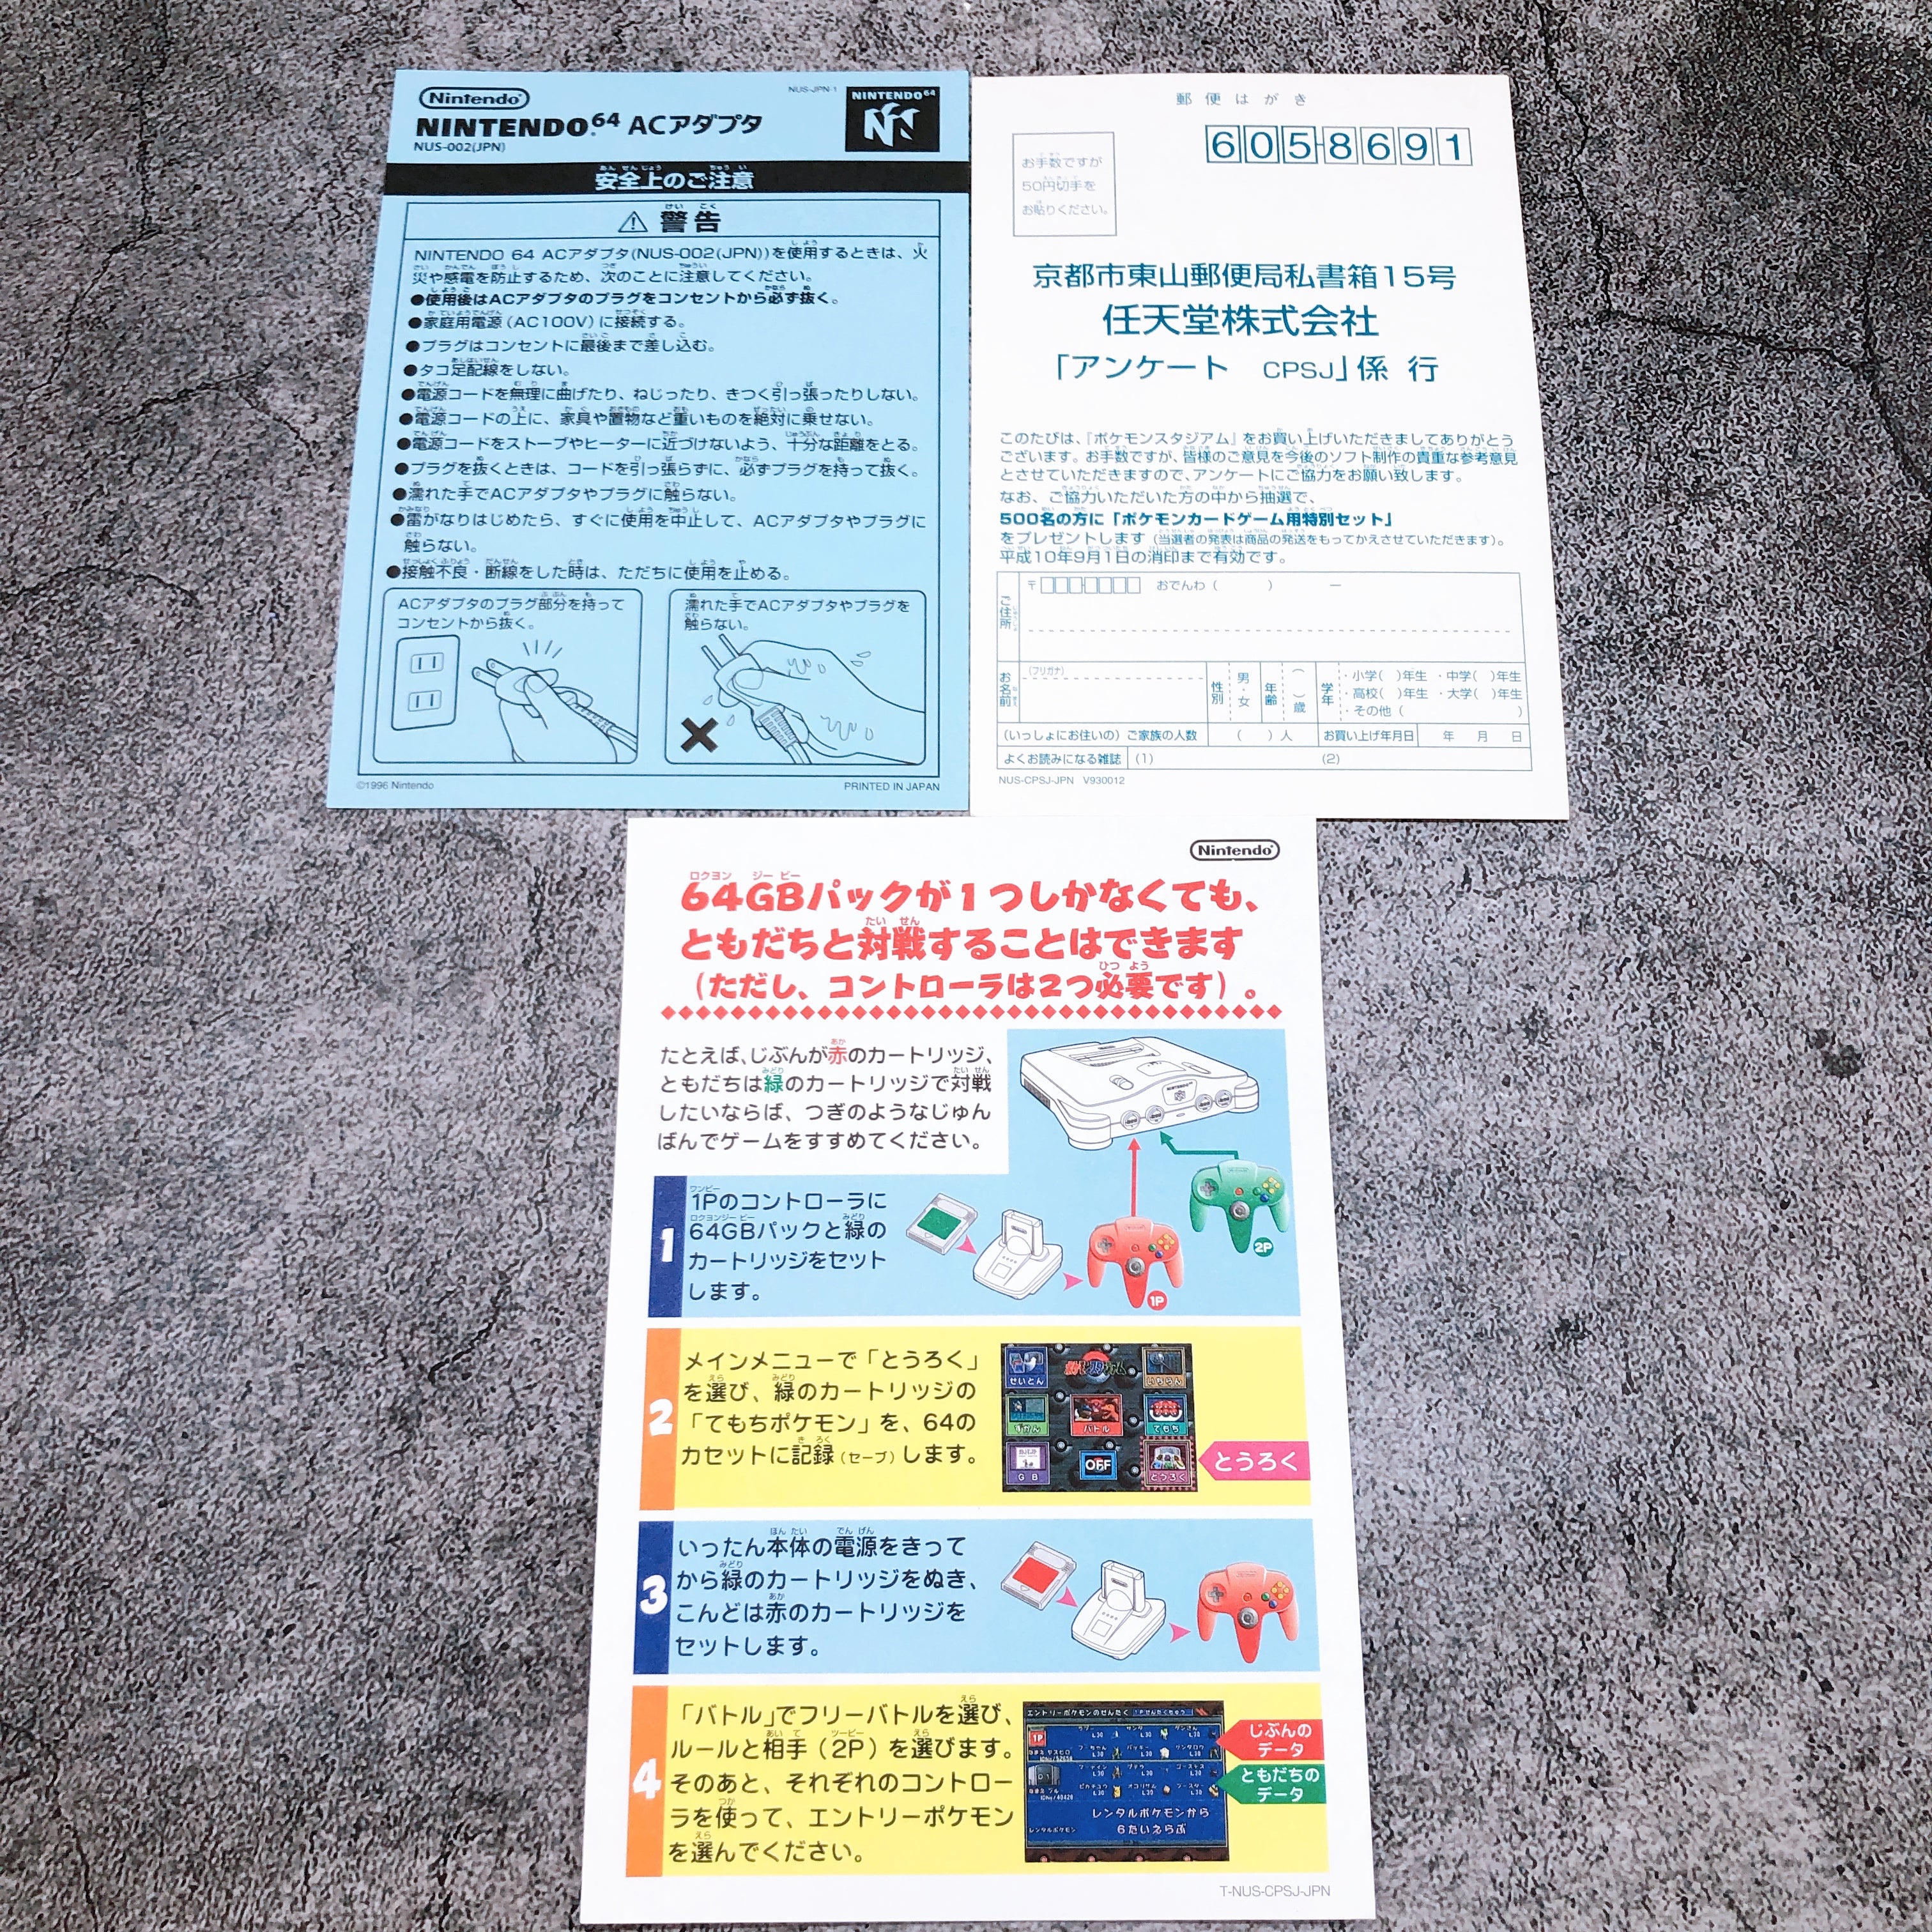 Nintendo
NUS-JPN-1
NINTENDO 64 ACアダプタ
NUS-002(JPN)
NINTENDO 64
安全上のご注意
警告
NINTENDO 64 ACアダプタ(NUS-002(JPN))を使用するときは、火
災や感電を防止するため、次のことに注意してください。
●使用後はACアダプタのプラグをコンセントから必ず抜く。
●家庭用電源(AC100V)に接続する。
●プラグはコンセントに最後まで差し込む。
●タコ足配線をしない。
●電源コードを無理に曲げたり、ねじったり、きつく引っ張ったりしない。
●電源コードの上に、家具や置物など重いものを絶対に乗せない。
●電源コードをストーブやヒーターに近づけないよう、十分な距離をとる。
●プラグを抜くときは、コードを引っ張らずに、必ずプラグを持って抜く。
●濡れた手でACアダプタやプラグに触らない。
●雷がなりはじめたら、すぐに使用を中止して、ACアダプタやプラグに
触らない。
●接触不良・断線をした時は、ただちに使用を止める。
ACアダプタのプラグ部分を持って
コンセントから抜く。
濡れた手でACアダプタやプラグを
触らない。
©1996 Nintendo
PRINTED IN JAPAN
郵便はがき
お手数ですが
50円切手を
お貼りください。
605-8691
京都市東山郵便局私書箱15号
任天堂株式会社
「アンケート CPSJ」係 行
このたびは、『ポケモンスタジアム』をお買い上げいただきましてありがとう
ございます。お手数ですが、皆様のご意見を今後のソフト制作の貴重な参考意見
とさせていただきますので、アンケートにご協力をお願い致します。
なお、ご協力いただいた方の中から抽選で、
500名の方に「ポケモンカードゲーム用特別セット」
をプレゼントします(当選者の発表は商品の発送をもってかえさせていただきます)。
平成10年9月1日の消印まで有効です。
ご住所
〒 おでんわ( ) ―
お名前
(フリガナ)
性別 男・女 年齢 ( )歳 学年
・小学( )年生 ・中学( )年生
・高校( )年生 ・大学( )年生
・その他( )
(いっしょにお住いの)ご家族の人数 ( )人 お買い上げ年月日 年 月 日
よくお読みになる雑誌 (1) (2)
NUS-CPSJ-JPN V930012
Nintendo
64GBパックが1つしかなくても、
ともだちと対戦することはできます
(ただし、コントローラは2つ必要です)。
たとえば、じぶんが赤のカートリッジ、
ともだちは緑のカートリッジで対戦
したいならば、つぎのようなじゅん
ばんでゲームをすすめてください。
1
1Pのコントローラに
64GBパックと緑の
カートリッジをセット
します。
1P
2P
2
メインメニューで「とうろく」
を選び、緑のカートリッジの
「てもちポケモン」を、64の
カセットに記録(セーブ)します。
せいとん
ずかん
バトル
てもち
GB
OFF
とうろく
とうろく
3
いったん本体の電源をきって
から緑のカートリッジをぬき、
こんどは赤のカートリッジを
セットします。
4
「バトル」でフリーバトルを選び、
ルールと相手(2P)を選びます。
そのあと、それぞれのコントロー
ラを使って、エントリーポケモン
を選んでください。
エントリーポケモンのせんたく
1P
レンタルポケモンから
6たいえらぶ
レンタルポケモン
じぶんの
データ
ともだちの
データ
T-NUS-CPSJ-JPN